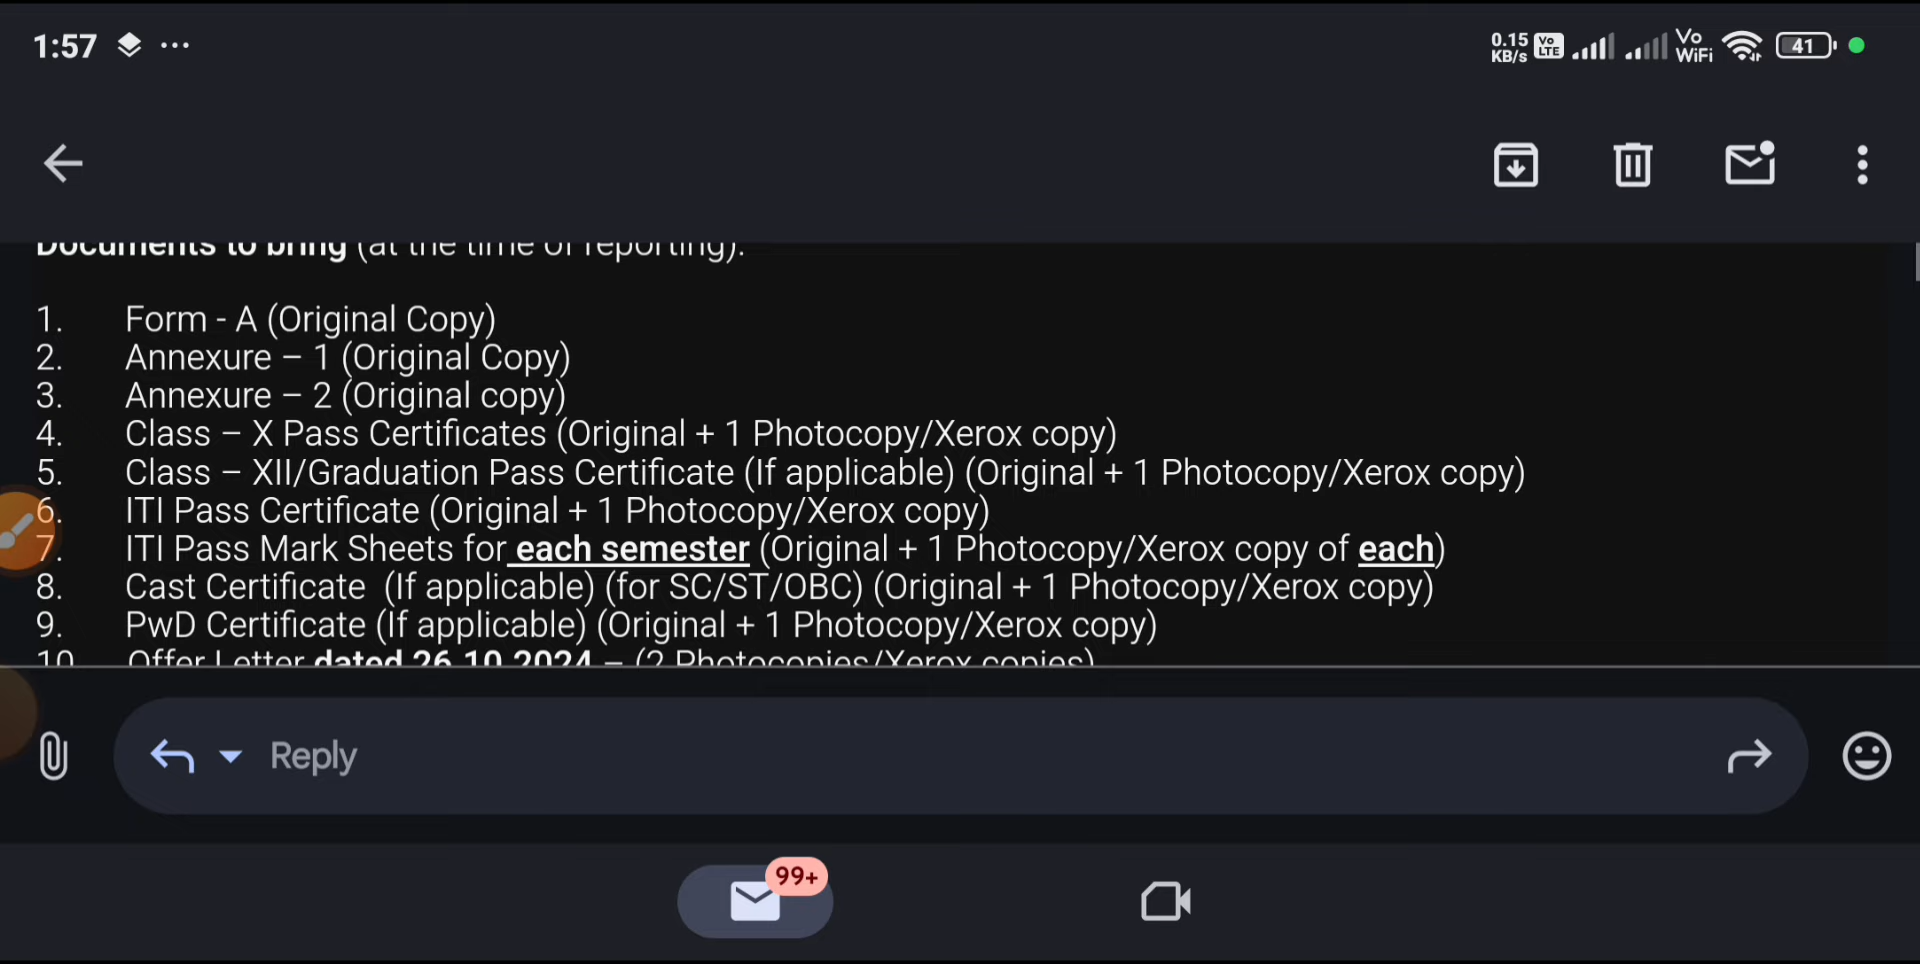 1:57
0.15 KB/s Vo LTE Vo WiFi 41
Documents to bring (at the time of reporting):
1. Form - A (Original Copy)
2. Annexure – 1 (Original Copy)
3. Annexure – 2 (Original copy)
4. Class – X Pass Certificates (Original + 1 Photocopy/Xerox copy)
5. Class – XII/Graduation Pass Certificate (If applicable) (Original + 1 Photocopy/Xerox copy)
6. ITI Pass Certificate (Original + 1 Photocopy/Xerox copy)
7. ITI Pass Mark Sheets for each semester (Original + 1 Photocopy/Xerox copy of each)
8. Cast Certificate (If applicable) (for SC/ST/OBC) (Original + 1 Photocopy/Xerox copy)
9. PwD Certificate (If applicable) (Original + 1 Photocopy/Xerox copy)
10 Offer Letter dated 26.10.2024 – (2 Photocopies/Xerox copies)
Reply
99+